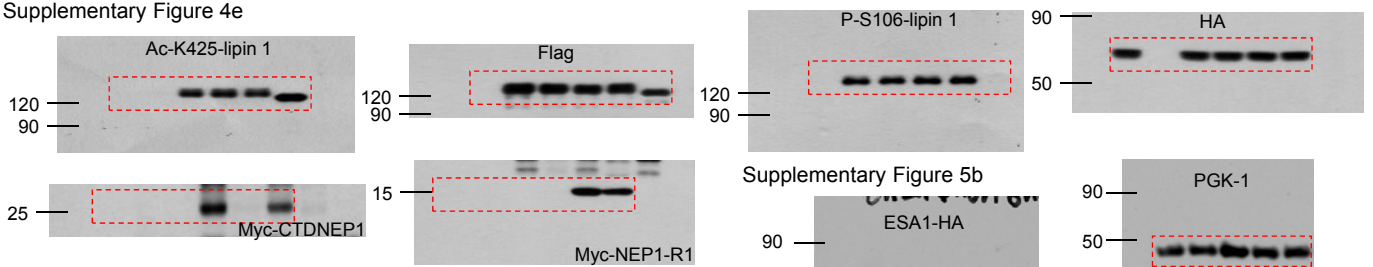 Supplementary Figure 4e
Ac-K425-lipin 1
120
90
Flag
120
90
P-S106-lipin 1
120
90
HA
90
50
25
Myc-CTDNEP1
15
Myc-NEP1-R1
Supplementary Figure 5b
ESA1-HA
90
PGK-1
90
50